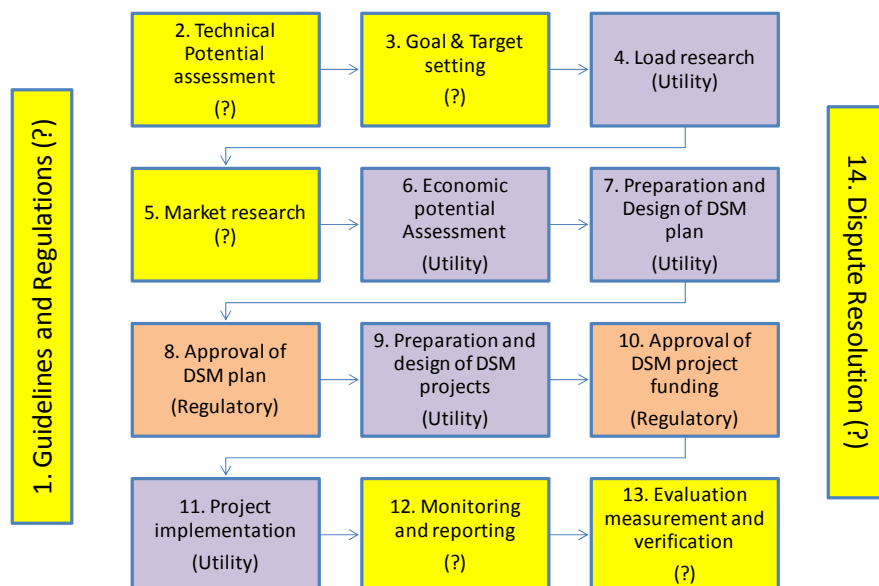 1. Guidelines and Regulations (?)
2. Technical
Potential
assessment
(?)
3. Goal & Target
setting
(?)
4. Load research
(Utility)
5. Market research
(?)
6. Economic
potential
Assessment
(Utility)
7. Preparation and
Design of DSM
plan
(Utility)
8. Approval of
DSM plan
(Regulatory)
9. Preparation and
design of DSM
projects
(Utility)
10. Approval of
DSM project
funding
(Regulatory)
11. Project
implementation
(Utility)
12. Monitoring
and reporting
(?)
13. Evaluation
measurement and
verification
(?)
14. Dispute Resolution (?)